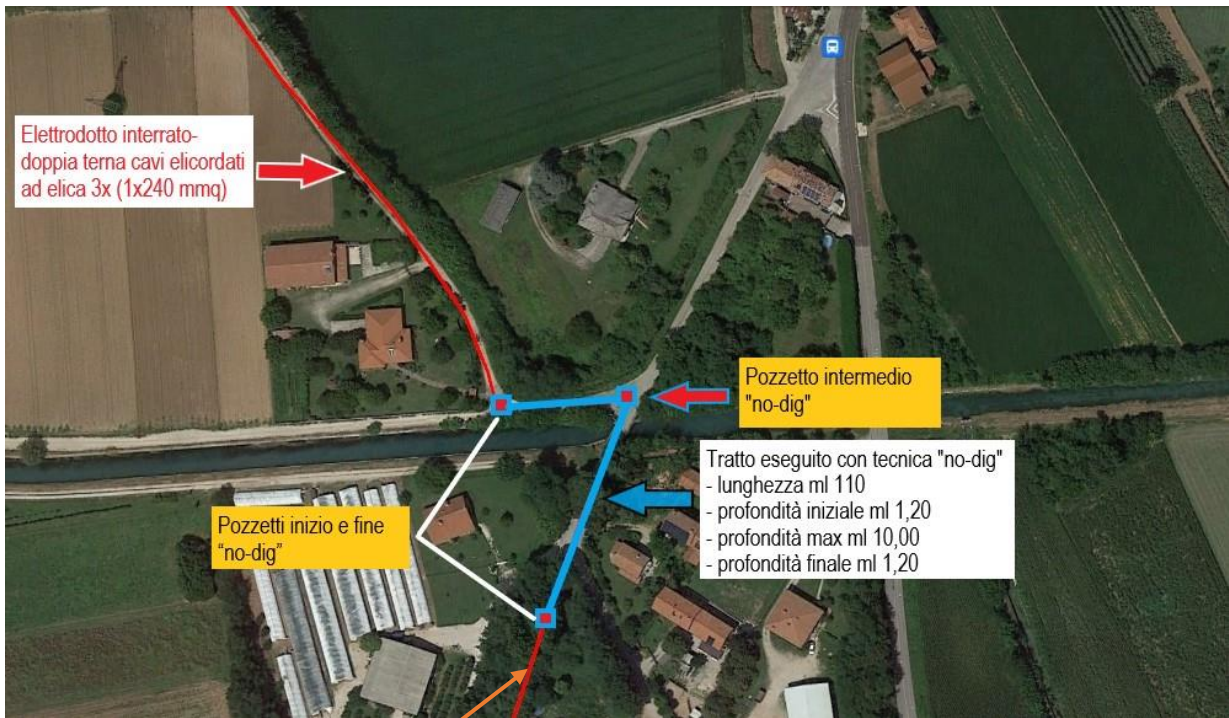 Elettrodotto interrato-
doppia terna cavi elicordati
ad elica 3x (1x240 mmq)
Pozzetto intermedio
"no-dig"
Tratto eseguito con tecnica "no-dig"
- lunghezza ml 110
- profondità iniziale ml 1,20
- profondità max ml 10,00
- profondità finale ml 1,20
Pozzetti inizio e fine
“no-dig”